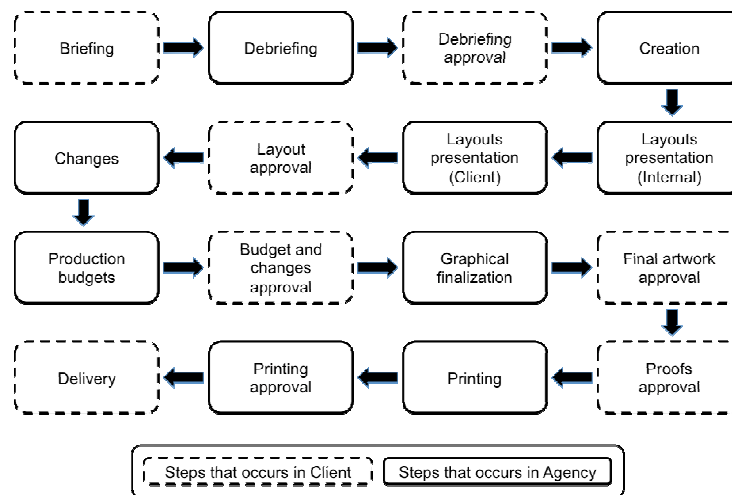 Briefing
Debriefing
Debriefing
approval
Creation
Changes
Layout
approval
Layouts
presentation
(Client)
Layouts
presentation
(Internal)
Production
budgets
Budget and
changes
approval
Graphical
finalization
Final artwork
approval
Delivery
Printing
approval
Printing
Proofs
approval
Steps that occurs in Client
Steps that occurs in Agency